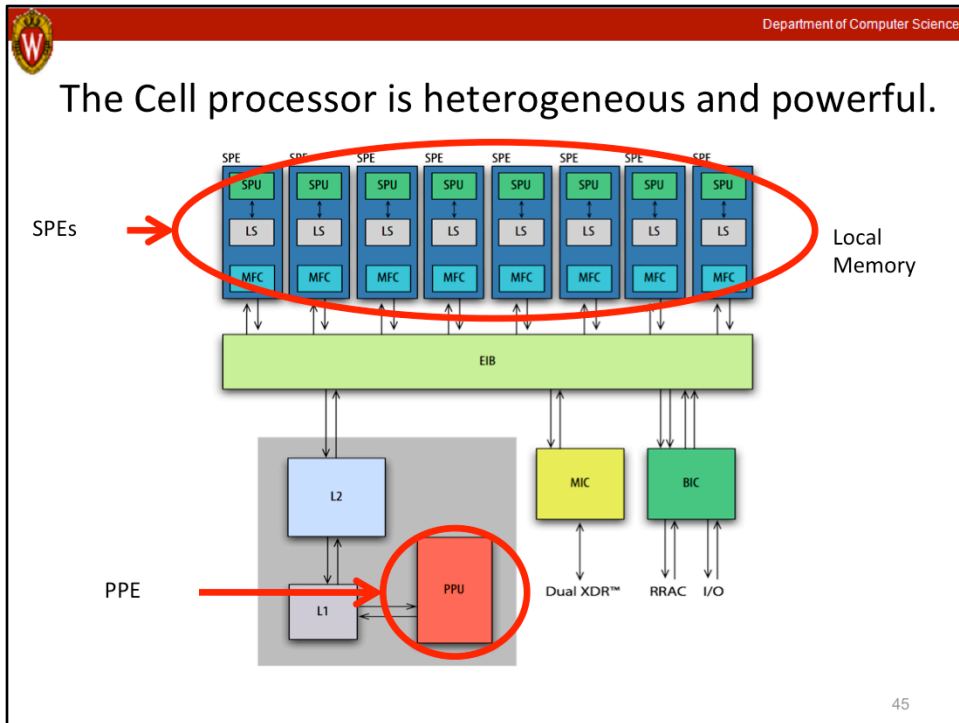 W
Department of Computer Science
The Cell processor is heterogeneous and powerful.
SPE SPE SPE SPE SPE SPE SPE SPE
SPU SPU SPU SPU SPU SPU SPU SPU
SPEs
LS LS LS LS LS LS LS LS
Local
Memory
MFC MFC MFC MFC MFC MFC MFC MFC
EIB
L2
MIC
BIC
PPE
PPU
Dual XDR™ RRAC I/O
L1
45